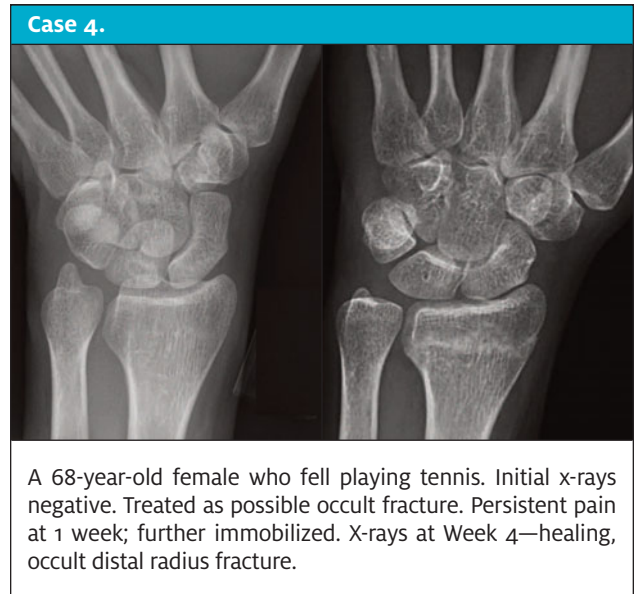 Case 4.
A 68-year-old female who fell playing tennis. Initial x-rays
negative. Treated as possible occult fracture. Persistent pain
at 1 week; further immobilized. X-rays at Week 4—healing,
occult distal radius fracture.